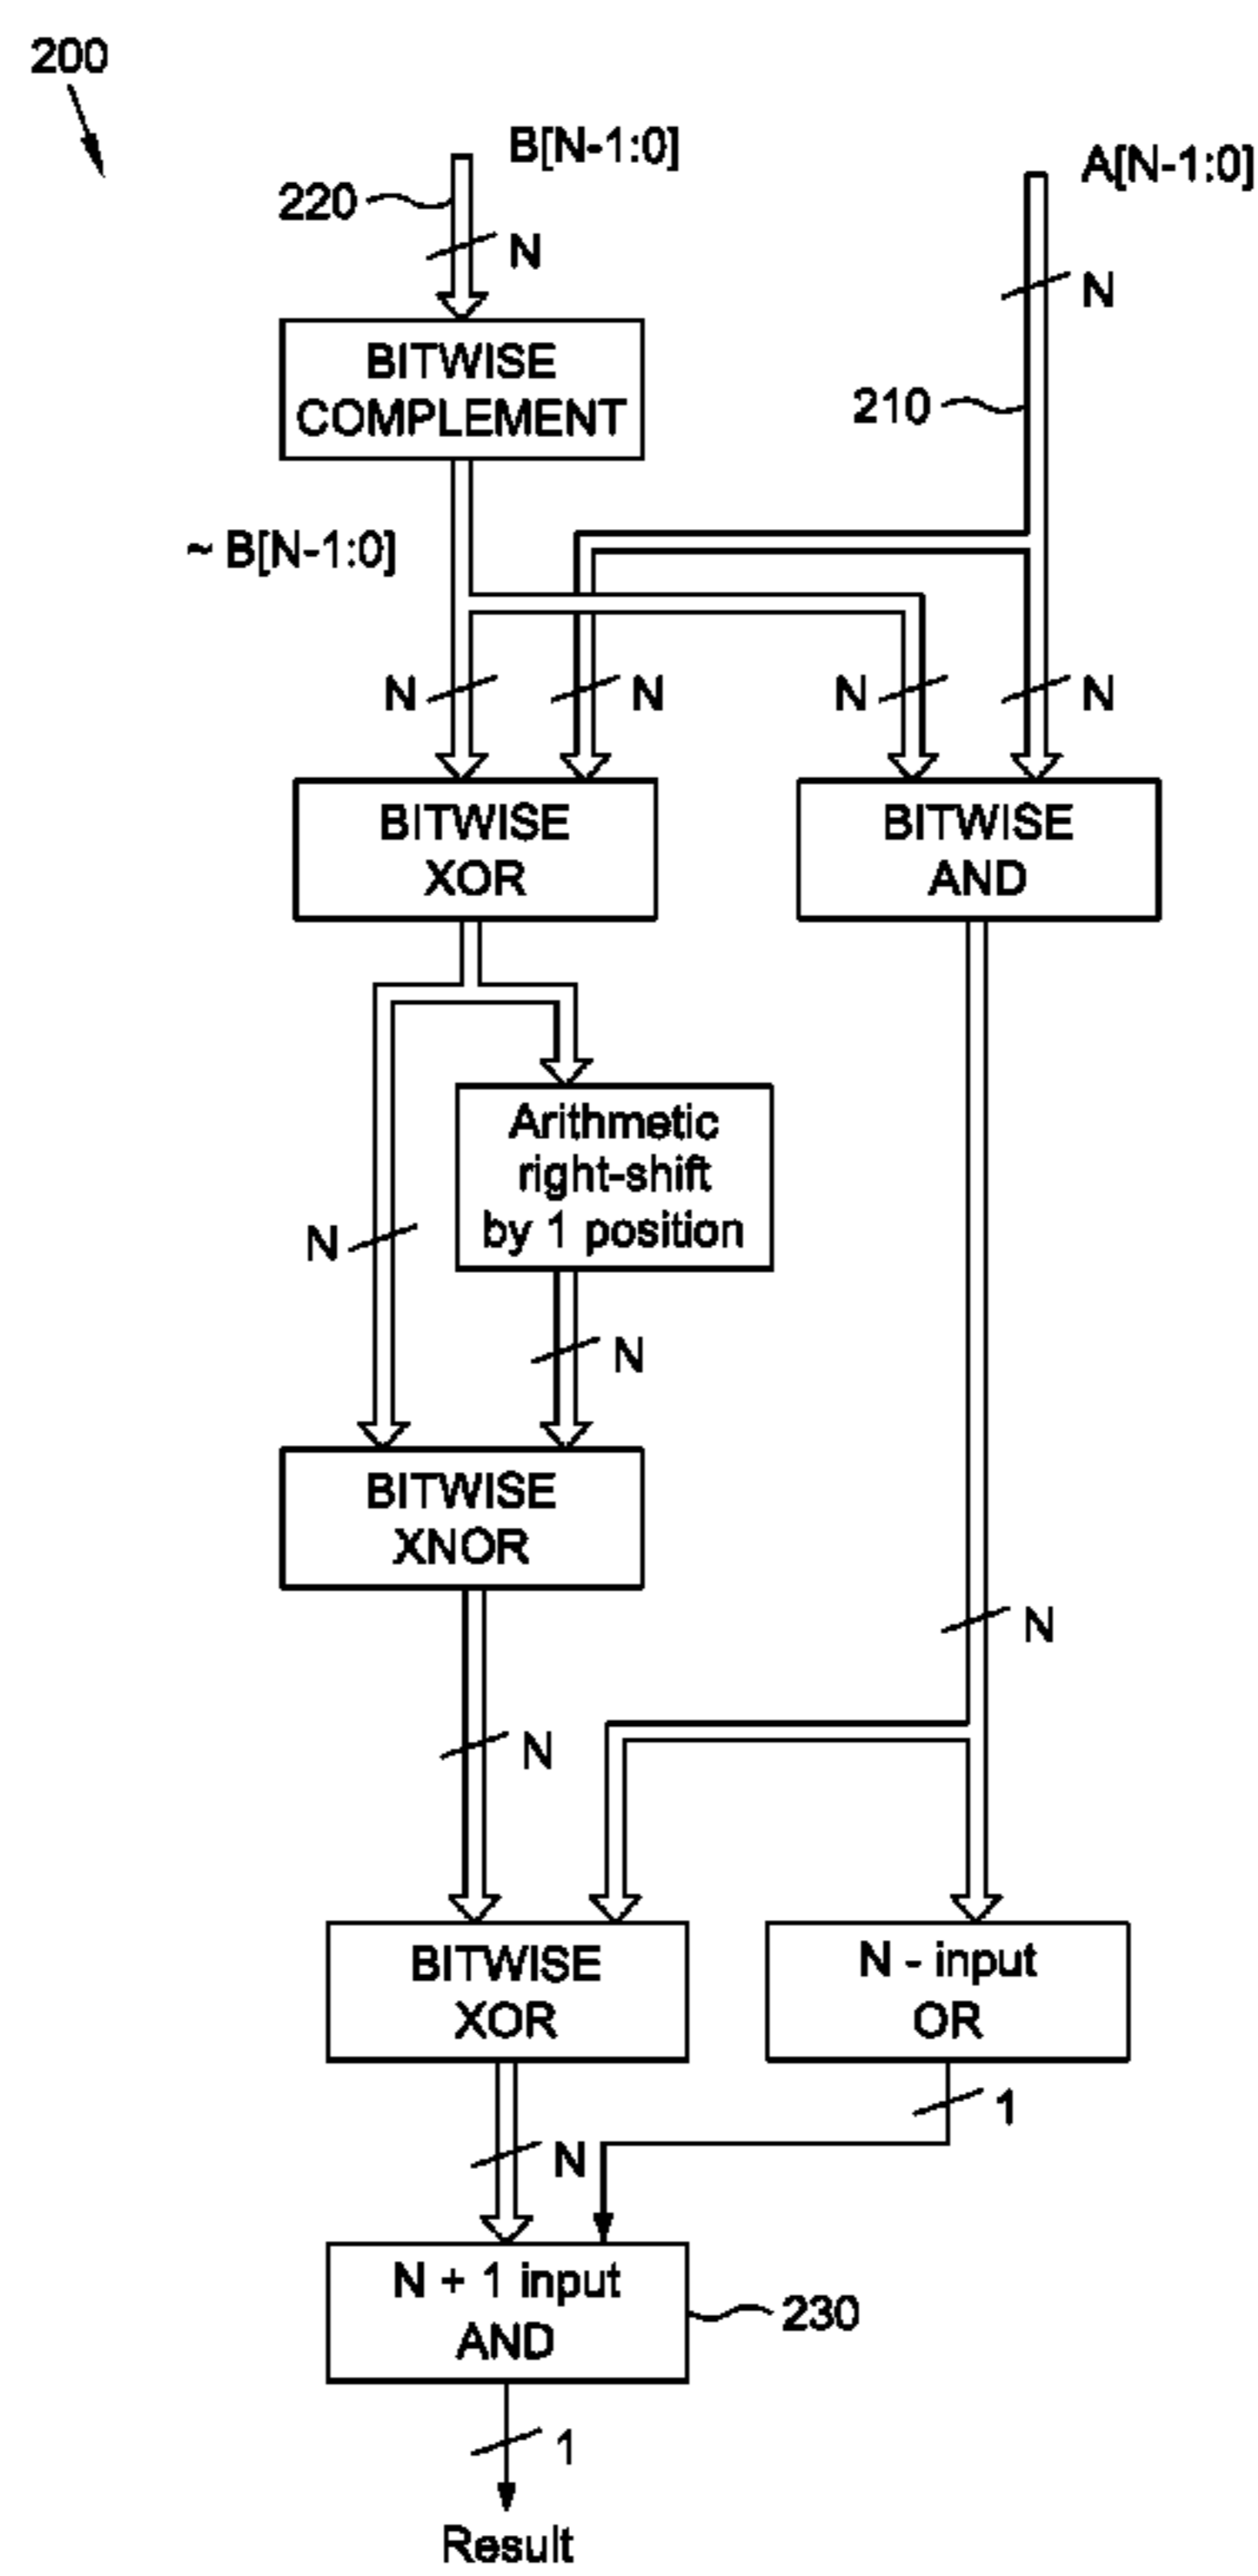 200
B[N-1:0]
A[N-1:0]
220
N
N
BITWISE
COMPLEMENT
210
~ B[N-1:0]
N
N
N
N
BITWISE
XOR
BITWISE
AND
Arithmetic
right-shift
by 1 position
N
N
BITWISE
XNOR
N
N
BITWISE
XOR
N - input
OR
1
N
N + 1 input
AND
230
1
Result